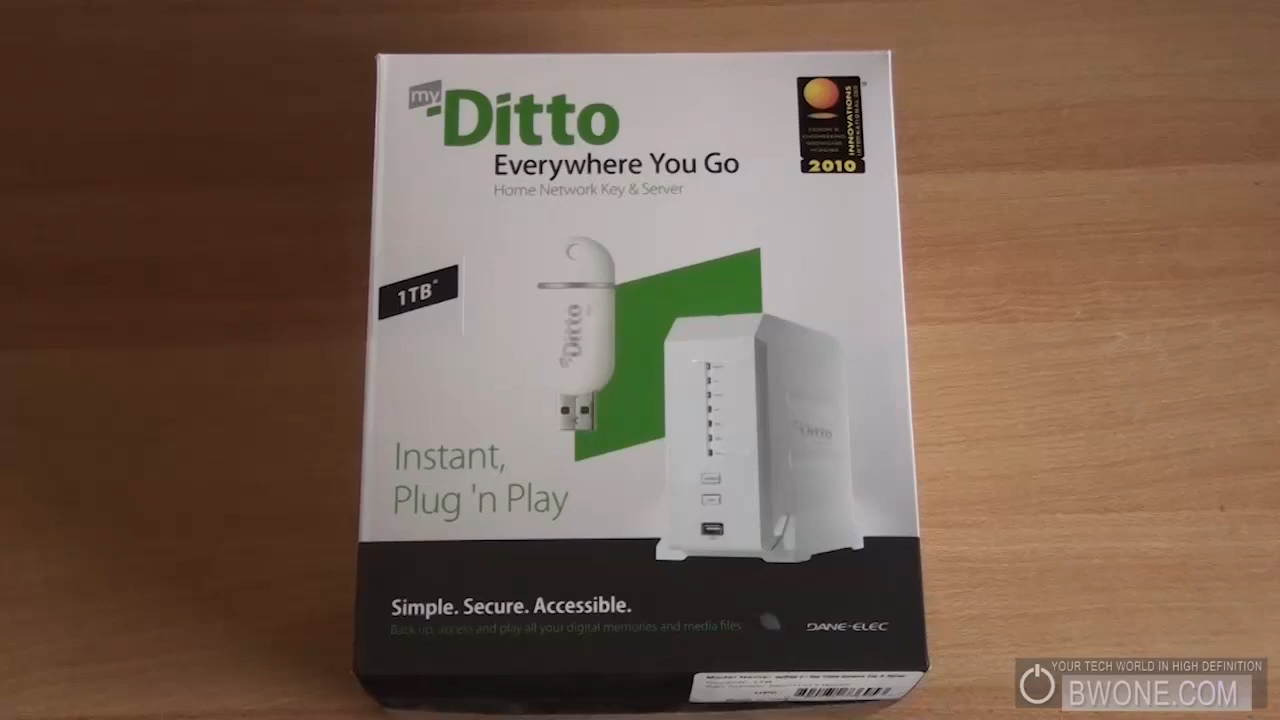 my Ditto
Everywhere You Go
Home Network Key & Server
INNOVATIONS
2010
1TB*
Ditto
Ditto
Instant,
Plug 'n Play
Simple. Secure. Accessible.
Back up, access and play all your digital memories and media files
DANE-ELEC
YOUR TECH WORLD IN HIGH DEFINITION
BWONE.COM